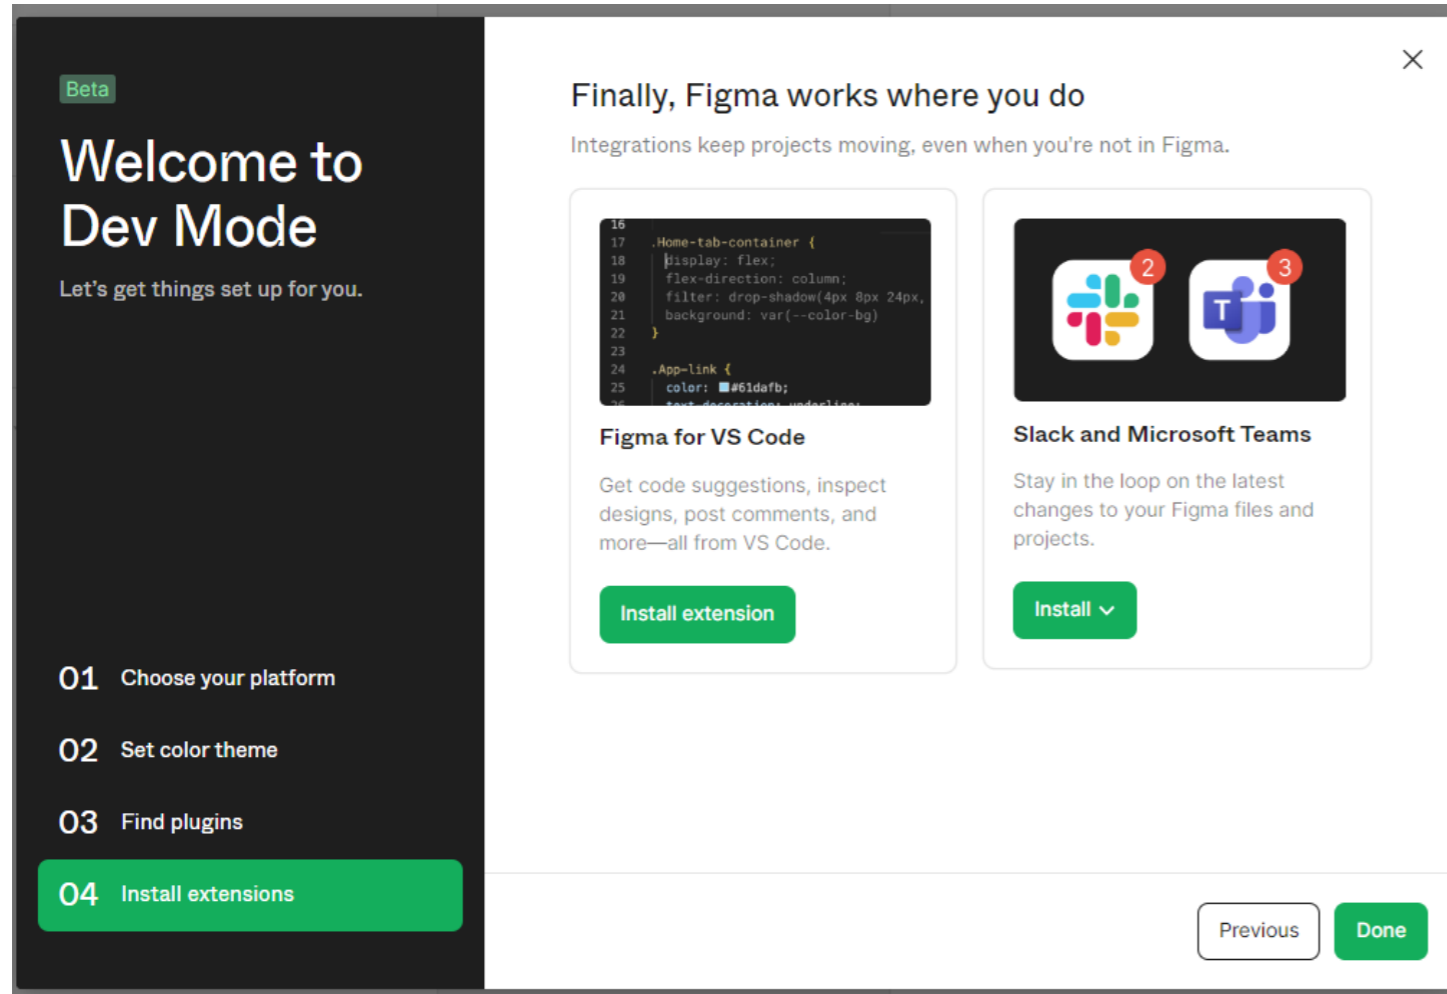 Beta
Welcome to
Dev Mode
Let's get things set up for you.
01 Choose your platform
02 Set color theme
03 Find plugins
04 Install extensions
Finally, Figma works where you do
Integrations keep projects moving, even when you're not in Figma.
16
17 .Home-tab-container {
18 display: flex;
19 flex-direction: column;
20 filter: drop-shadow(4px 8px 24px,
21 background: var(--color-bg)
22 }
23
24 .App-link {
25 color: #61dafb;
26 text-decoration: underline;
Figma for VS Code
Get code suggestions, inspect
designs, post comments, and
more—all from VS Code.
Install extension
2
3
T
Slack and Microsoft Teams
Stay in the loop on the latest
changes to your Figma files and
projects.
Install
Previous
Done